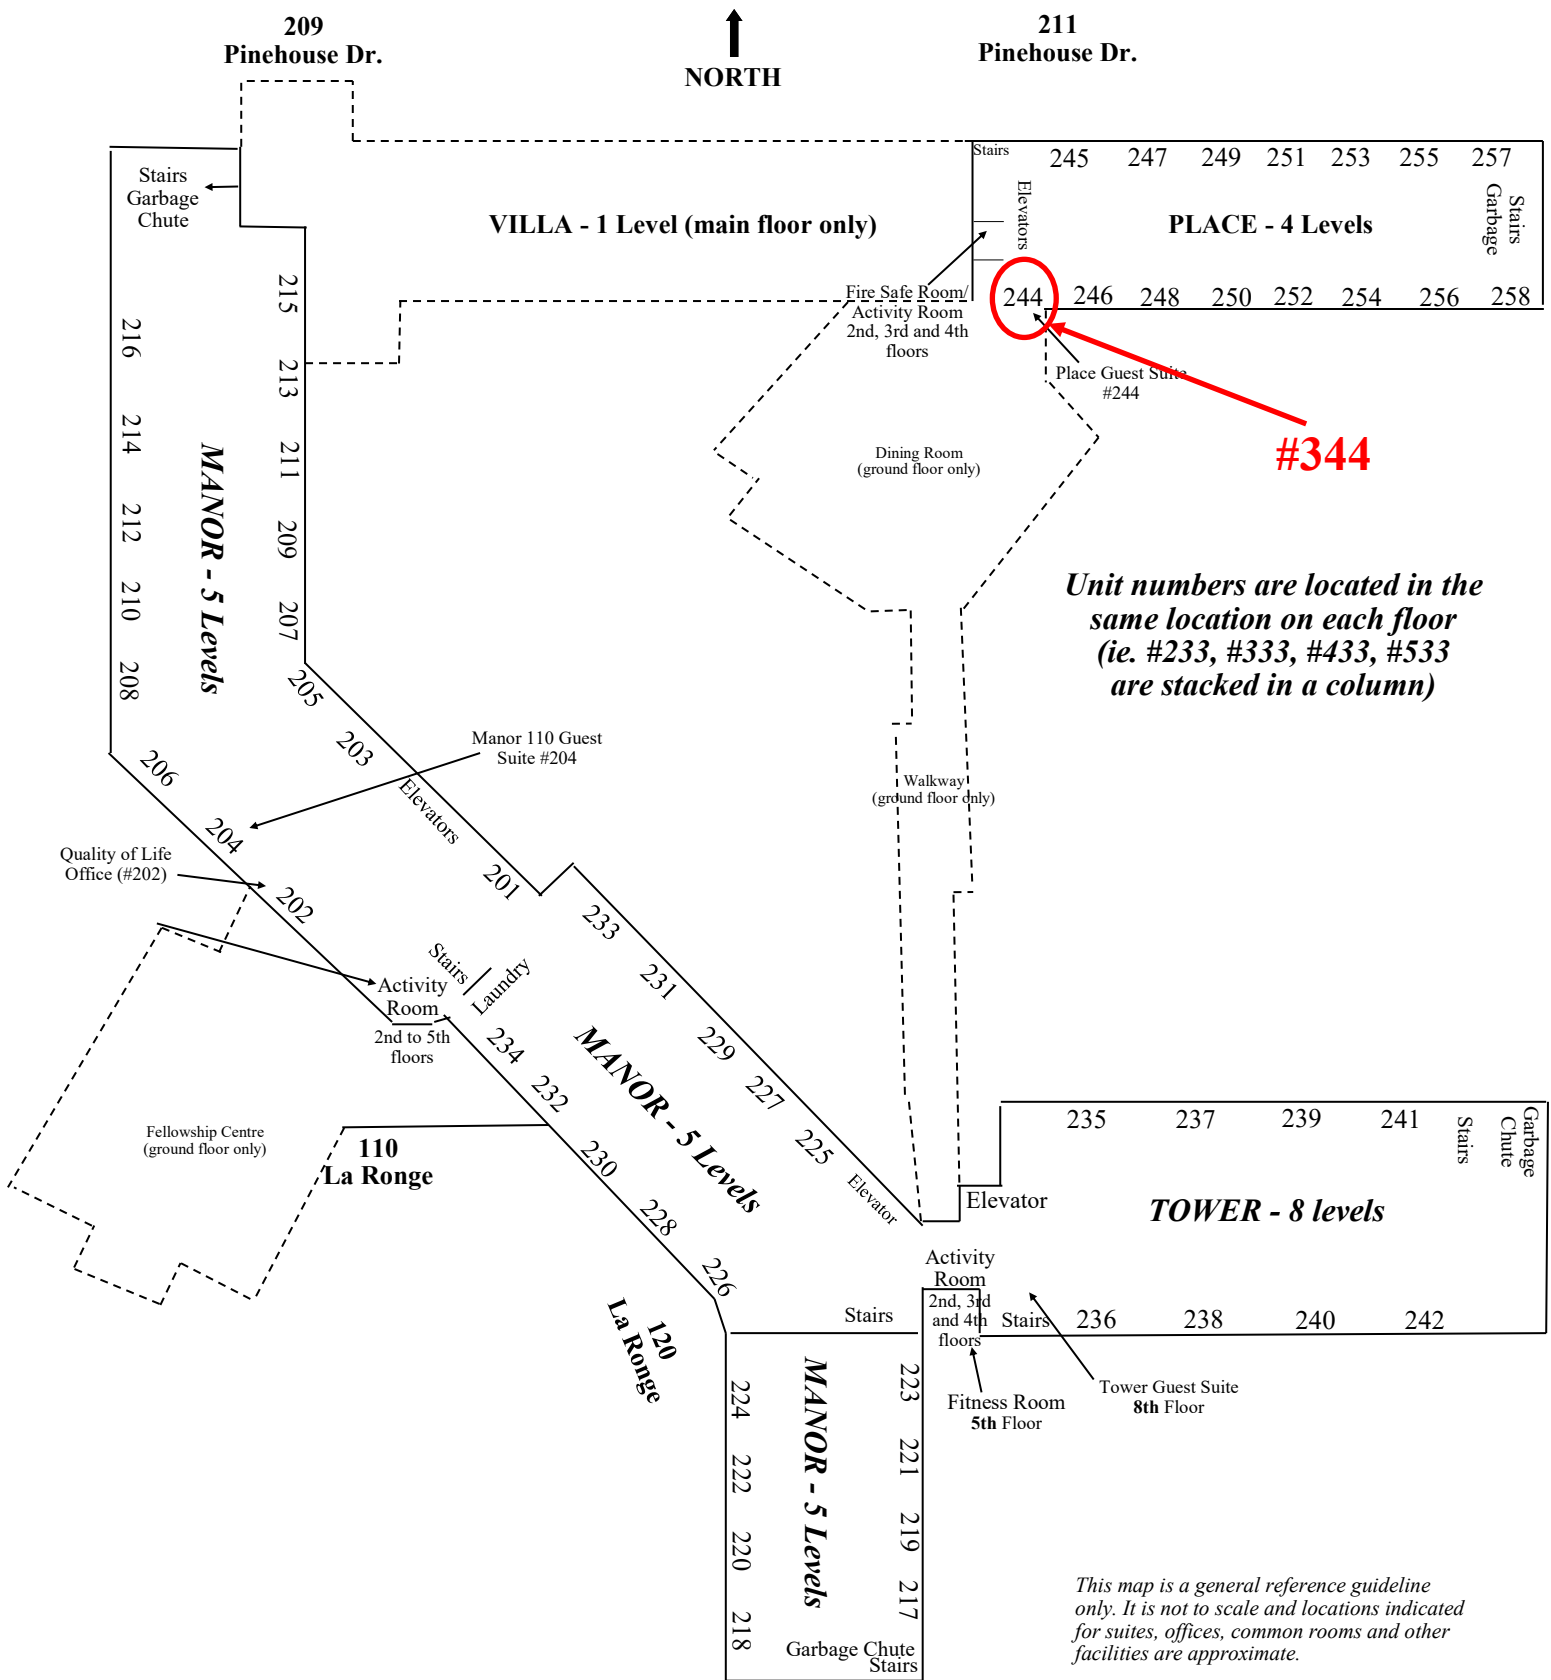 209
Pinehouse Dr.
NORTH
211
Pinehouse Dr.
Stairs
Garbage
Chute
VILLA - 1 Level (main floor only)
Stairs
Elevators
245 247 249 251 253 255 257
PLACE - 4 Levels
Stairs
Garbage
244 246 248 250 252 254 256 258
Fire Safe Room/
Activity Room
2nd, 3rd and 4th
floors
Place Guest Suite
#244
#344
215
213
211
209
207
205
203
Elevators
201
216
214
212
210
208
206
204
202
MANOR - 5 Levels
Dining Room
(ground floor only)
Unit numbers are located in the
same location on each floor
(ie. #233, #333, #433, #533
are stacked in a column)
Manor 110 Guest
Suite #204
Quality of Life
Office (#202)
Walkway
(ground floor only)
Stairs
Laundry
Activity
Room
2nd to 5th
floors
233
231
229
227
225
Elevator
234
232
230
228
226
MANOR - 5 Levels
Fellowship Centre
(ground floor only)
110
La Ronge
120
La Ronge
235 237 239 241
Stairs
Garbage
Chute
Elevator
TOWER - 8 levels
Activity
Room
2nd, 3rd
and 4th
floors
Stairs
Stairs
236 238 240 242
Fitness Room
5th Floor
Tower Guest Suite
8th Floor
224
222
220
218
MANOR - 5 Levels
223
221
219
217
Garbage Chute
Stairs
This map is a general reference guideline
only. It is not to scale and locations indicated
for suites, offices, common rooms and other
facilities are approximate.